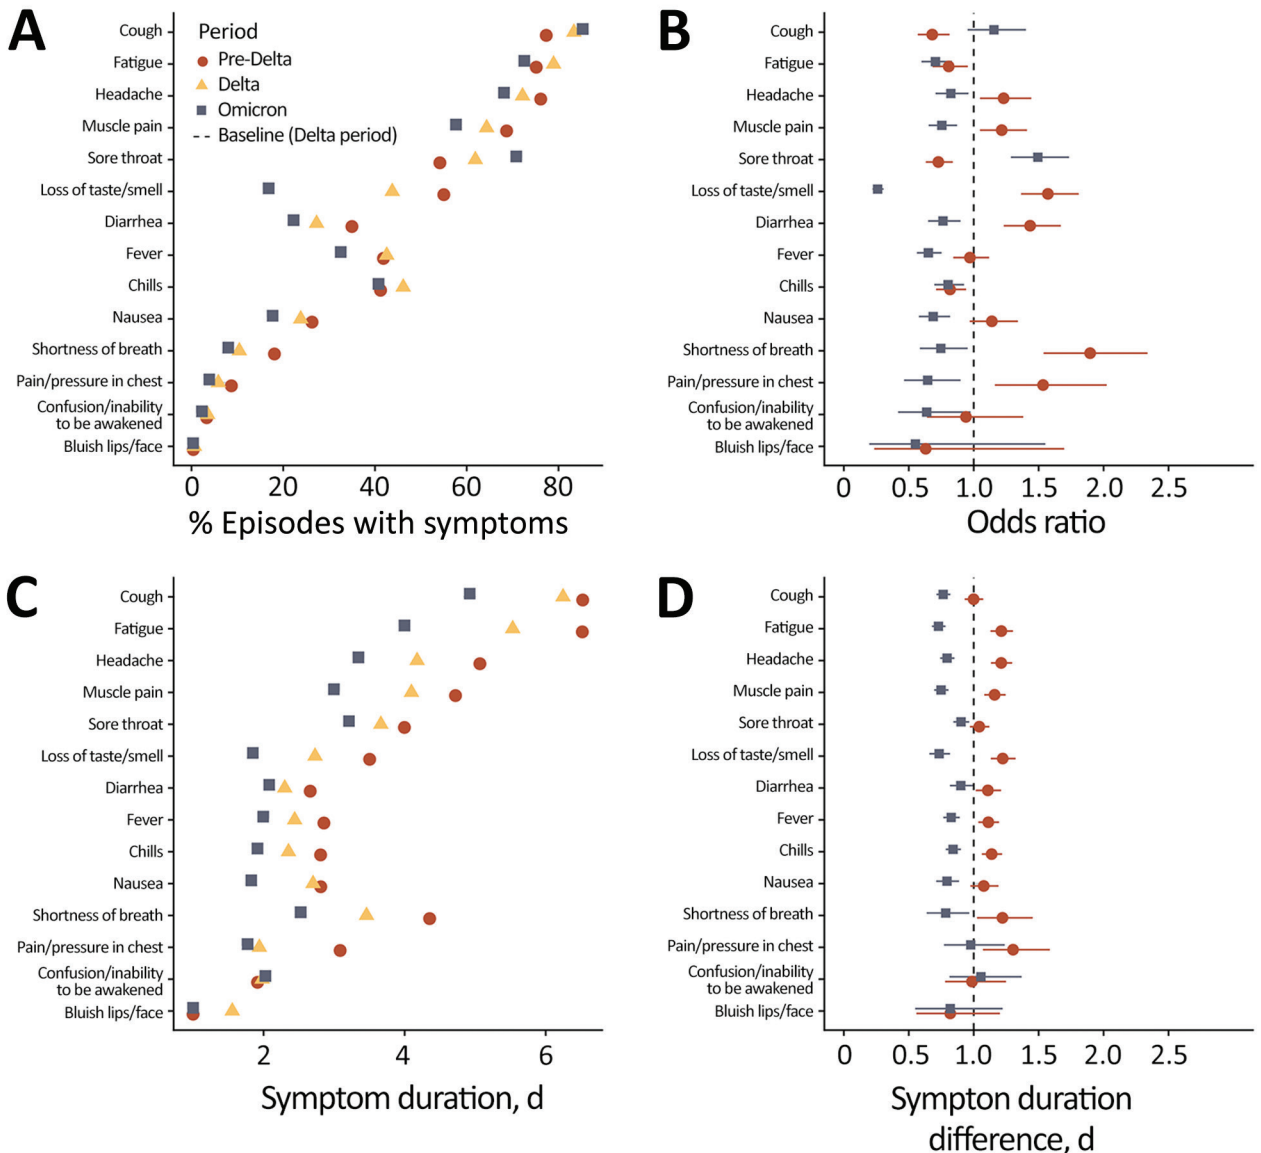 A
Period
Pre-Delta
Delta
Omicron
Baseline (Delta period)
Cough
Fatigue
Headache
Muscle pain
Sore throat
Loss of taste/smell
Diarrhea
Fever
Chills
Nausea
Shortness of breath
Pain/pressure in chest
Confusion/inability
to be awakened
Bluish lips/face
0 20 40 60 80
% Episodes with symptoms
B
Cough
Fatigue
Headache
Muscle pain
Sore throat
Loss of taste/smell
Diarrhea
Fever
Chills
Nausea
Shortness of breath
Pain/pressure in chest
Confusion/inability
to be awakened
Bluish lips/face
0 0.5 1.0 1.5 2.0 2.5
Odds ratio
C
Cough
Fatigue
Headache
Muscle pain
Sore throat
Loss of taste/smell
Diarrhea
Fever
Chills
Nausea
Shortness of breath
Pain/pressure in chest
Confusion/inability
to be awakened
Bluish lips/face
2 4 6
Symptom duration, d
D
Cough
Fatigue
Headache
Muscle pain
Sore throat
Loss of taste/smell
Diarrhea
Fever
Chills
Nausea
Shortness of breath
Pain/pressure in chest
Confusion/inability
to be awakened
Bluish lips/face
0 0.5 1.0 1.5 2.0 2.5
Sympton duration
difference, d